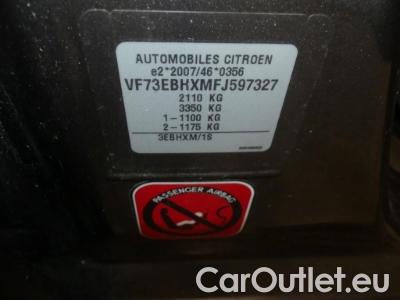 AUTOMOBILES CITROEN
e2*2007/46*0356
VF73EBHXMFJ597327
2110 KG
3350 KG
1-1100 KG
2-1175 KG
3EBHXM/1S
PASSENGER AIRBAG
CarOutlet.eu